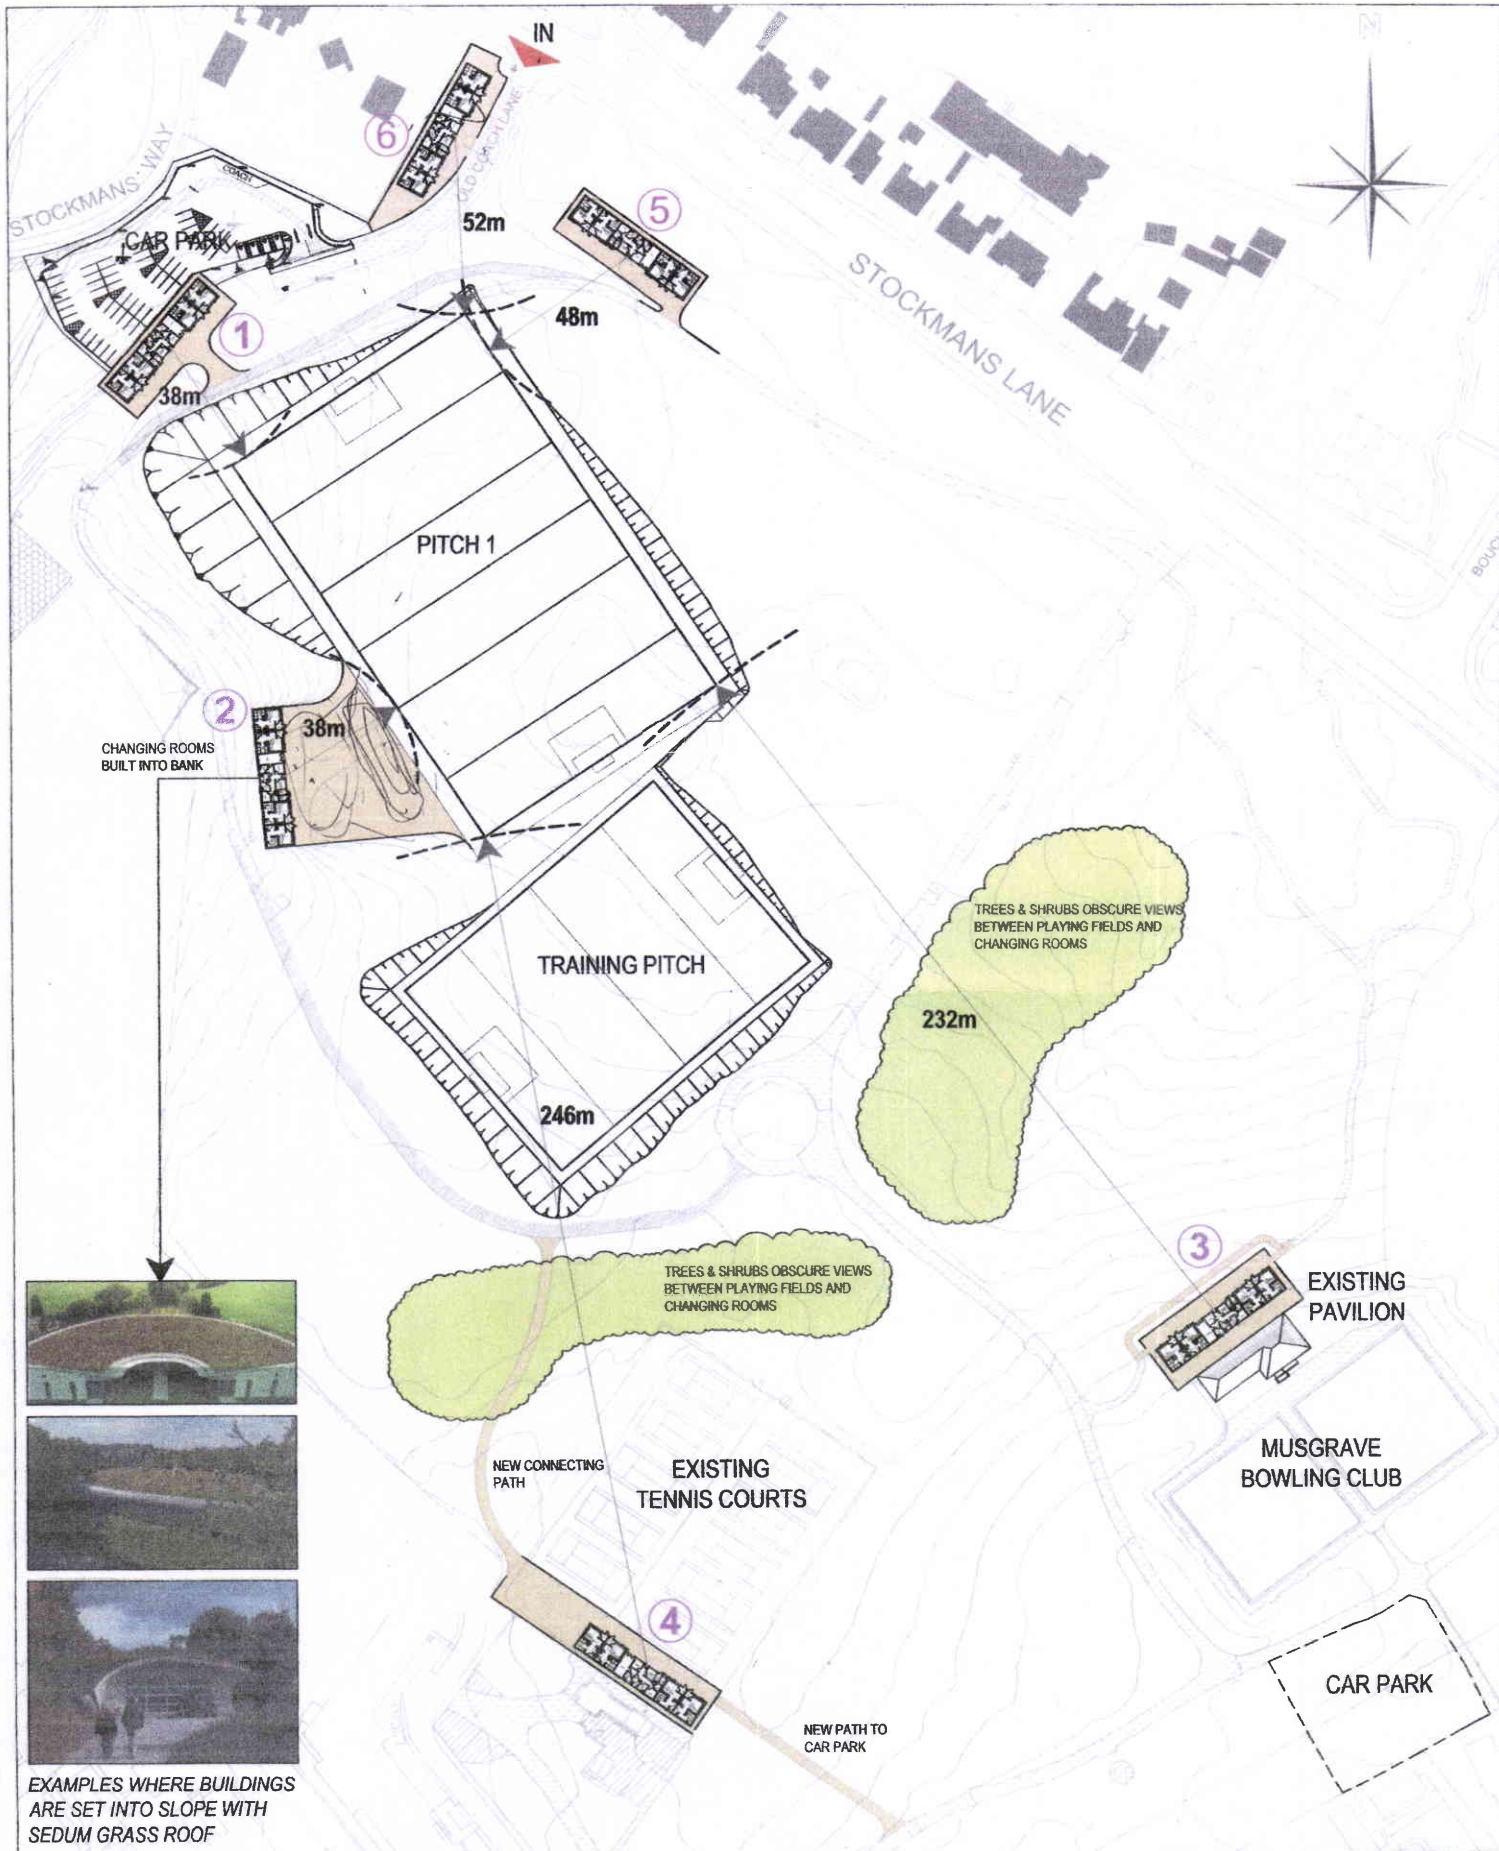 IN
N
6
OLD COACH LANE
STOCKMANS WAY
COACH
5
52m
CAR PARK
STOCKMANS LANE
48m
1
38m
PITCH 1
2
38m
CHANGING ROOMS
BUILT INTO BANK
TREES & SHRUBS OBSCURE VIEWS
BETWEEN PLAYING FIELDS AND
CHANGING ROOMS
TRAINING PITCH
232m
246m
3
TREES & SHRUBS OBSCURE VIEWS
BETWEEN PLAYING FIELDS AND
CHANGING ROOMS
EXISTING
PAVILION
NEW CONNECTING
PATH
EXISTING
TENNIS COURTS
MUSGRAVE
BOWLING CLUB
4
CAR PARK
NEW PATH TO
CAR PARK
EXAMPLES WHERE BUILDINGS
ARE SET INTO SLOPE WITH
SEDUM GRASS ROOF